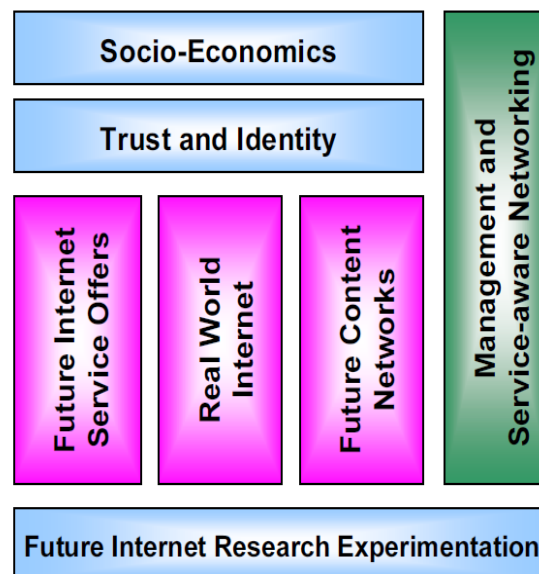 Socio-Economics
Trust and Identity
Future Internet
Service Offers
Real World
Internet
Future Content
Networks
Management and
Service-aware Networking
Future Internet Research Experimentation